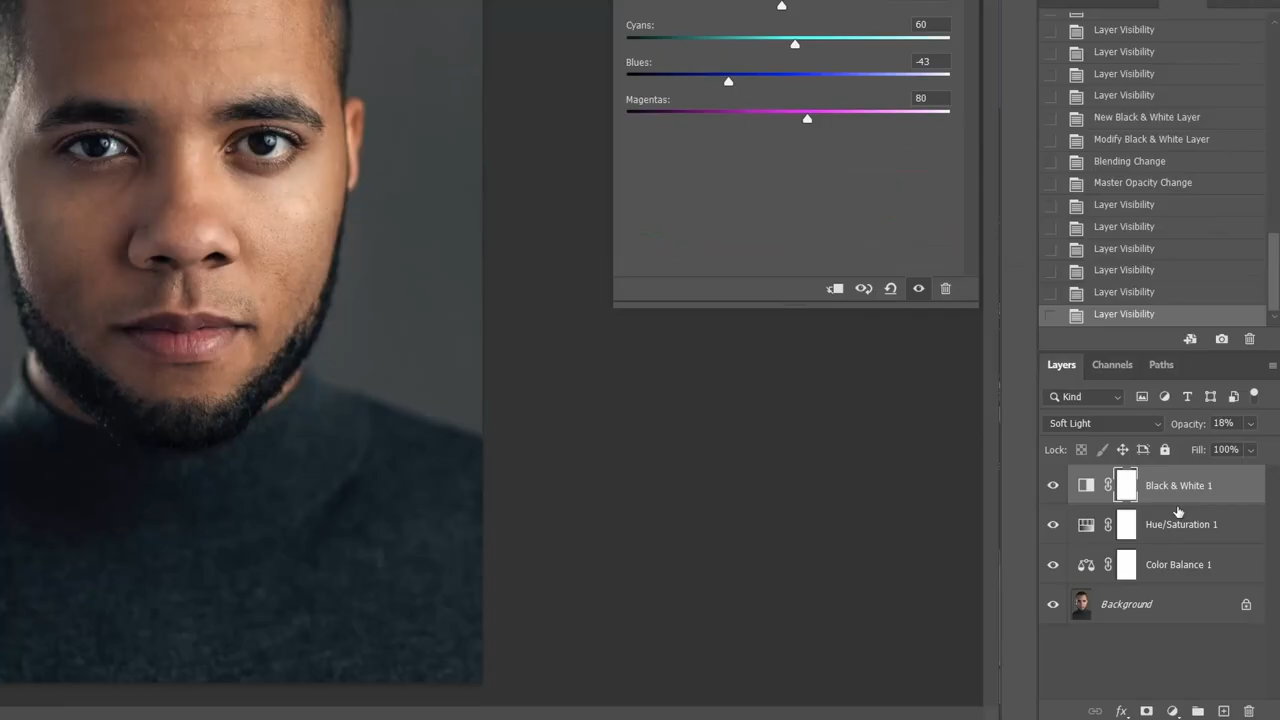 Cyans:
60
Blues:
-43
Magentas:
80
Layer Visibility
Layer Visibility
Layer Visibility
Layer Visibility
New Black & White Layer
Modify Black & White Layer
Blending Change
Master Opacity Change
Layer Visibility
Layer Visibility
Layer Visibility
Layer Visibility
Layer Visibility
Layer Visibility
Layers
Channels
Paths
Kind
Soft Light
Opacity:
18%
Lock:
Fill:
100%
Black & White 1
Hue/Saturation 1
Color Balance 1
Background
fx